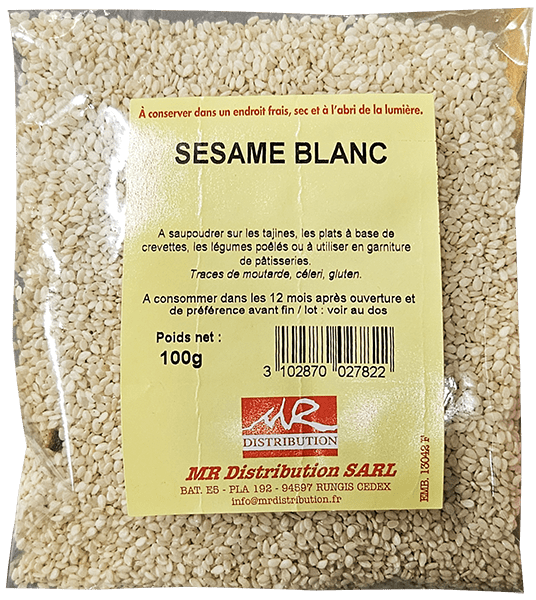 À conserver dans un endroit frais, sec et à l'abri de la lumière.
SESAME BLANC
A saupoudrer sur les tajines, les plats à base de
crevettes, les légumes poêlés ou à utiliser en garniture
de pâtisseries.
Traces de moutarde, céleri, gluten.
A consommer dans les 12 mois après ouverture et
de préférence avant fin / lot : voir au dos
Poids net :
100g
3 102870 027822
MR
DISTRIBUTION
MR Distribution SARL
BAT. E5 - PLA 192 - 94597 RUNGIS CEDEX
info@mrdistribution.fr
EMB. 13042 F